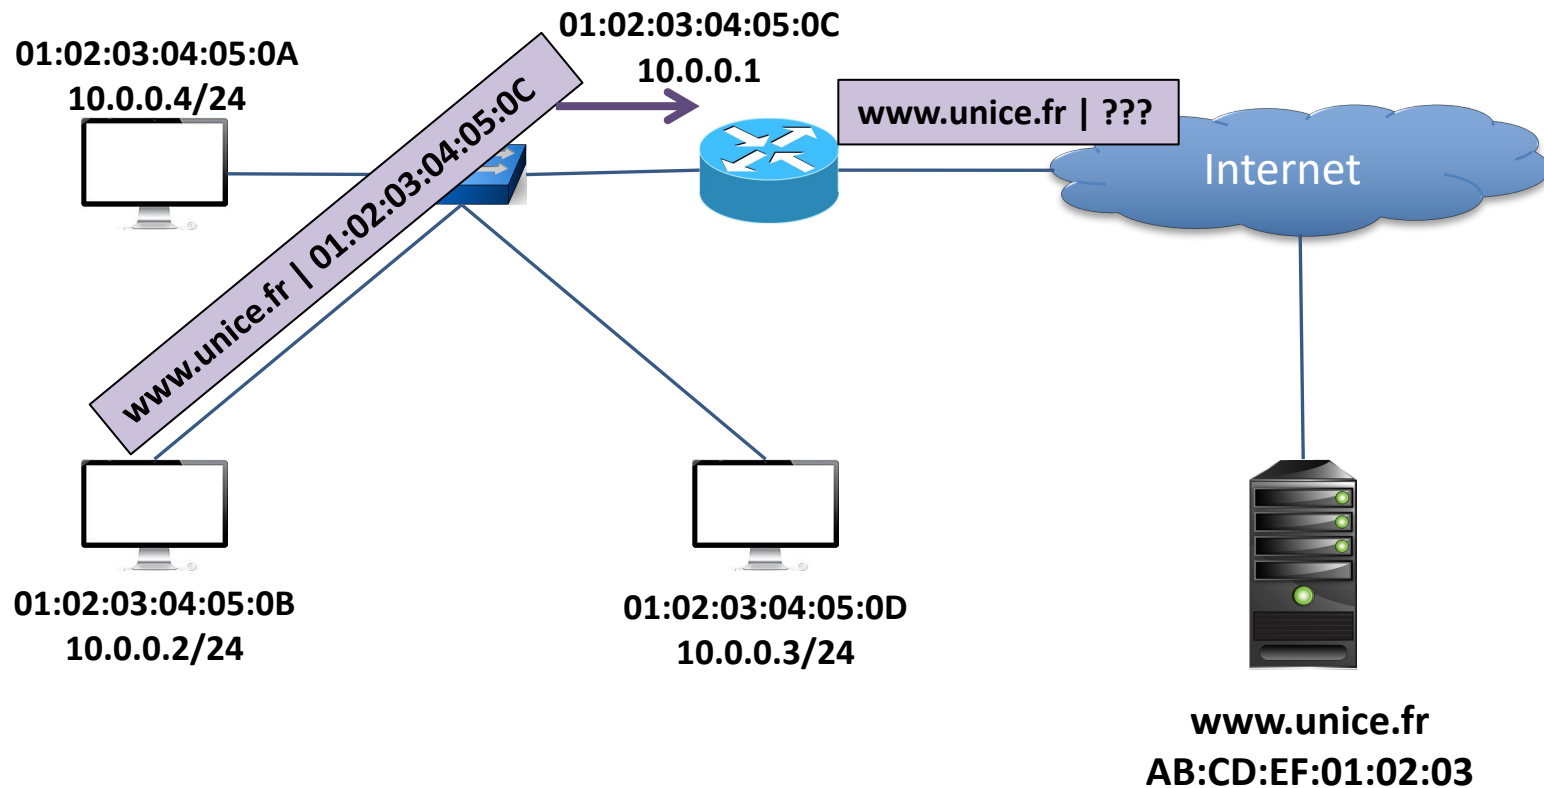 01:02:03:04:05:0A
10.0.0.4/24
01:02:03:04:05:0C
10.0.0.1
www.unice.fr | 01:02:03:04:05:0C
www.unice.fr | ???
Internet
01:02:03:04:05:0B
10.0.0.2/24
01:02:03:04:05:0D
10.0.0.3/24
www.unice.fr
AB:CD:EF:01:02:03